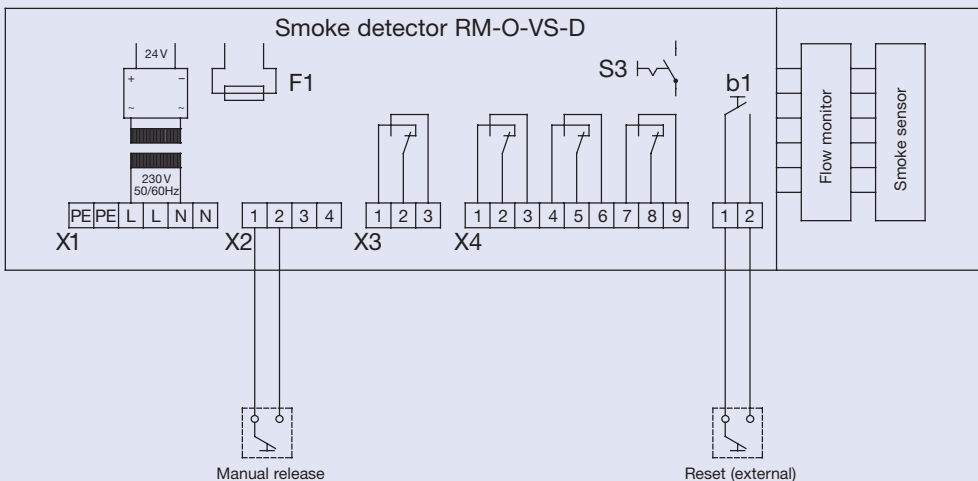 Smoke detector RM-O-VS-D
24 V
+ −
~ ~
F1
S3
b1
Flow monitor
Smoke sensor
230 V
50/60Hz
PE PE L L N N
1 2 3 4
1 2 3
1 2 3 4 5 6 7 8 9
1 2
X1
X2
X3
X4
Manual release
Reset (external)